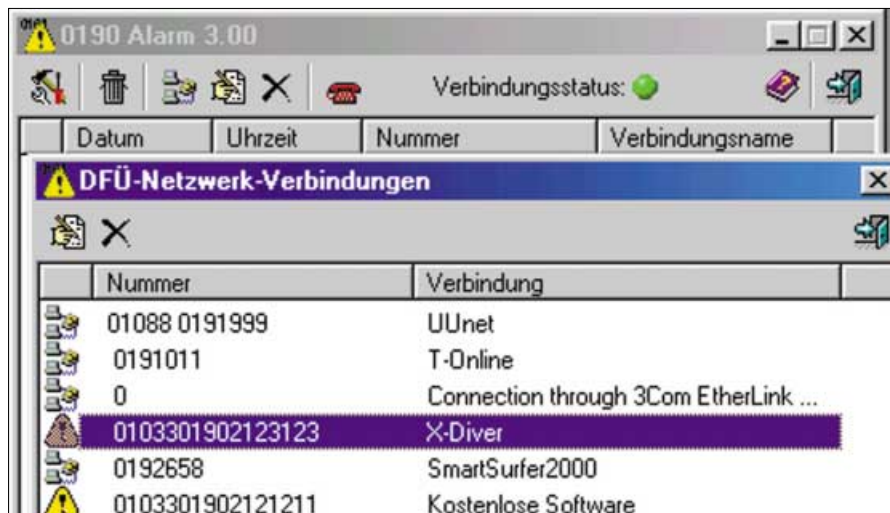 0190 Alarm 3.00
Verbindungsstatus:
Datum Uhrzeit Nummer Verbindungsname
DFÜ-Netzwerk-Verbindungen
Nummer Verbindung
01088 0191999 UUnet
0191011 T-Online
0 Connection through 3Com EtherLink ...
0103301902123123 X-Diver
0192658 SmartSurfer2000
0103301902121211 Kostenlose Software